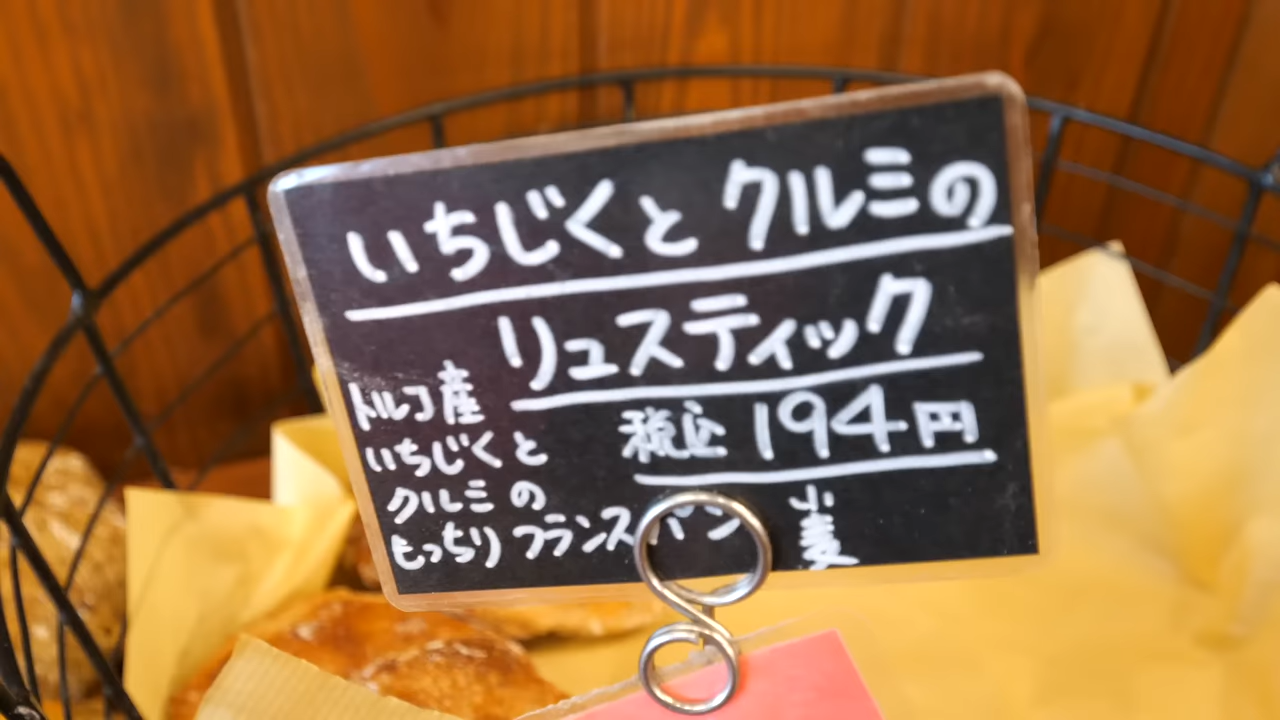 いちじくと クルミの
リュスティック
税込 194円
トルコ産
いちじくと
クルミの
もっちり フランスパン
小麦